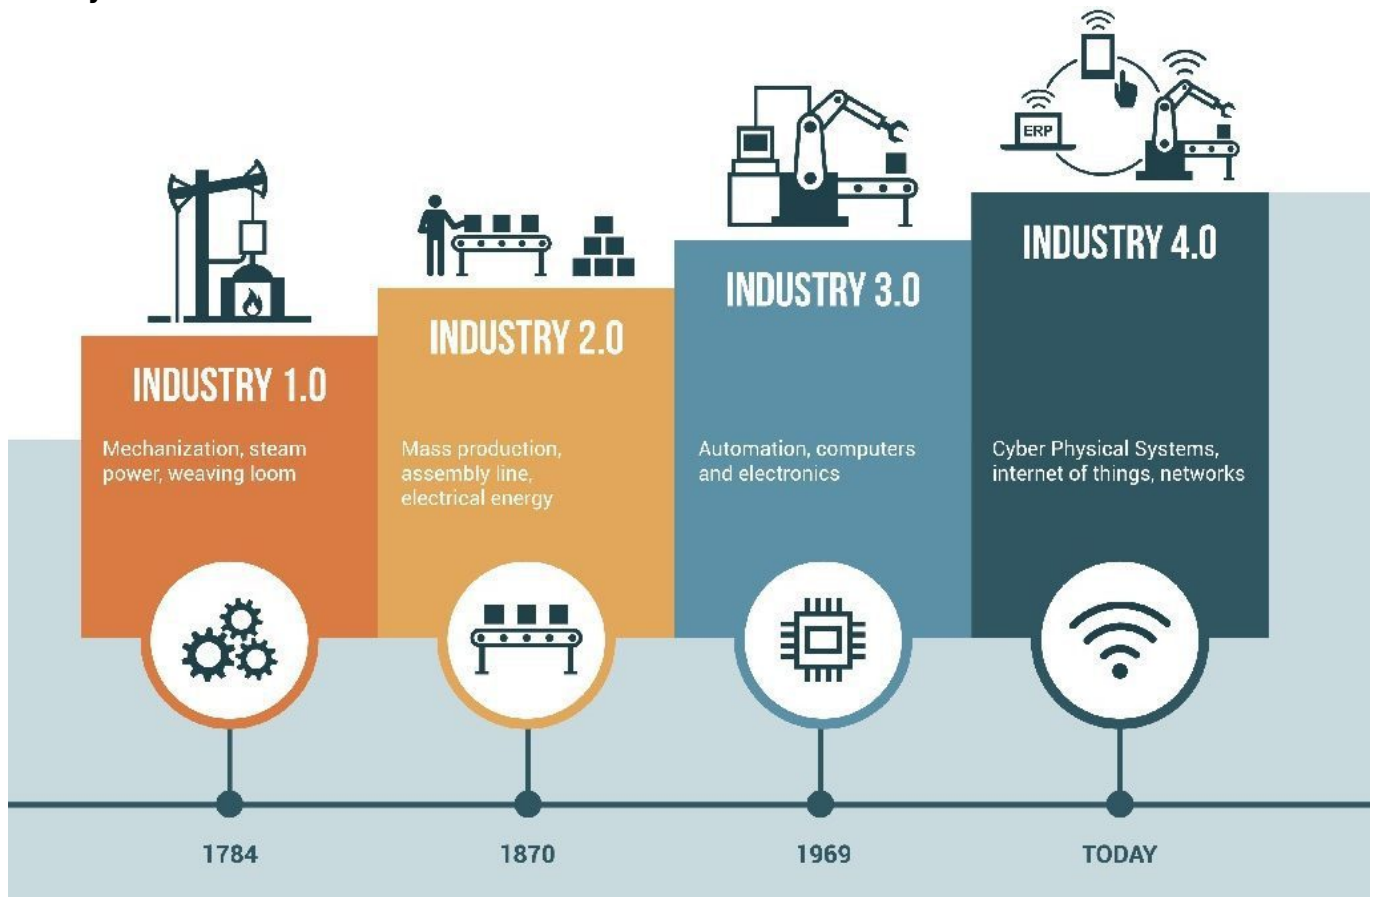 INDUSTRY 1.0
Mechanization, steam
power, weaving loom
1784
INDUSTRY 2.0
Mass production,
assembly line,
electrical energy
1870
INDUSTRY 3.0
Automation, computers
and electronics
1969
ERP
INDUSTRY 4.0
Cyber Physical Systems,
internet of things, networks
TODAY